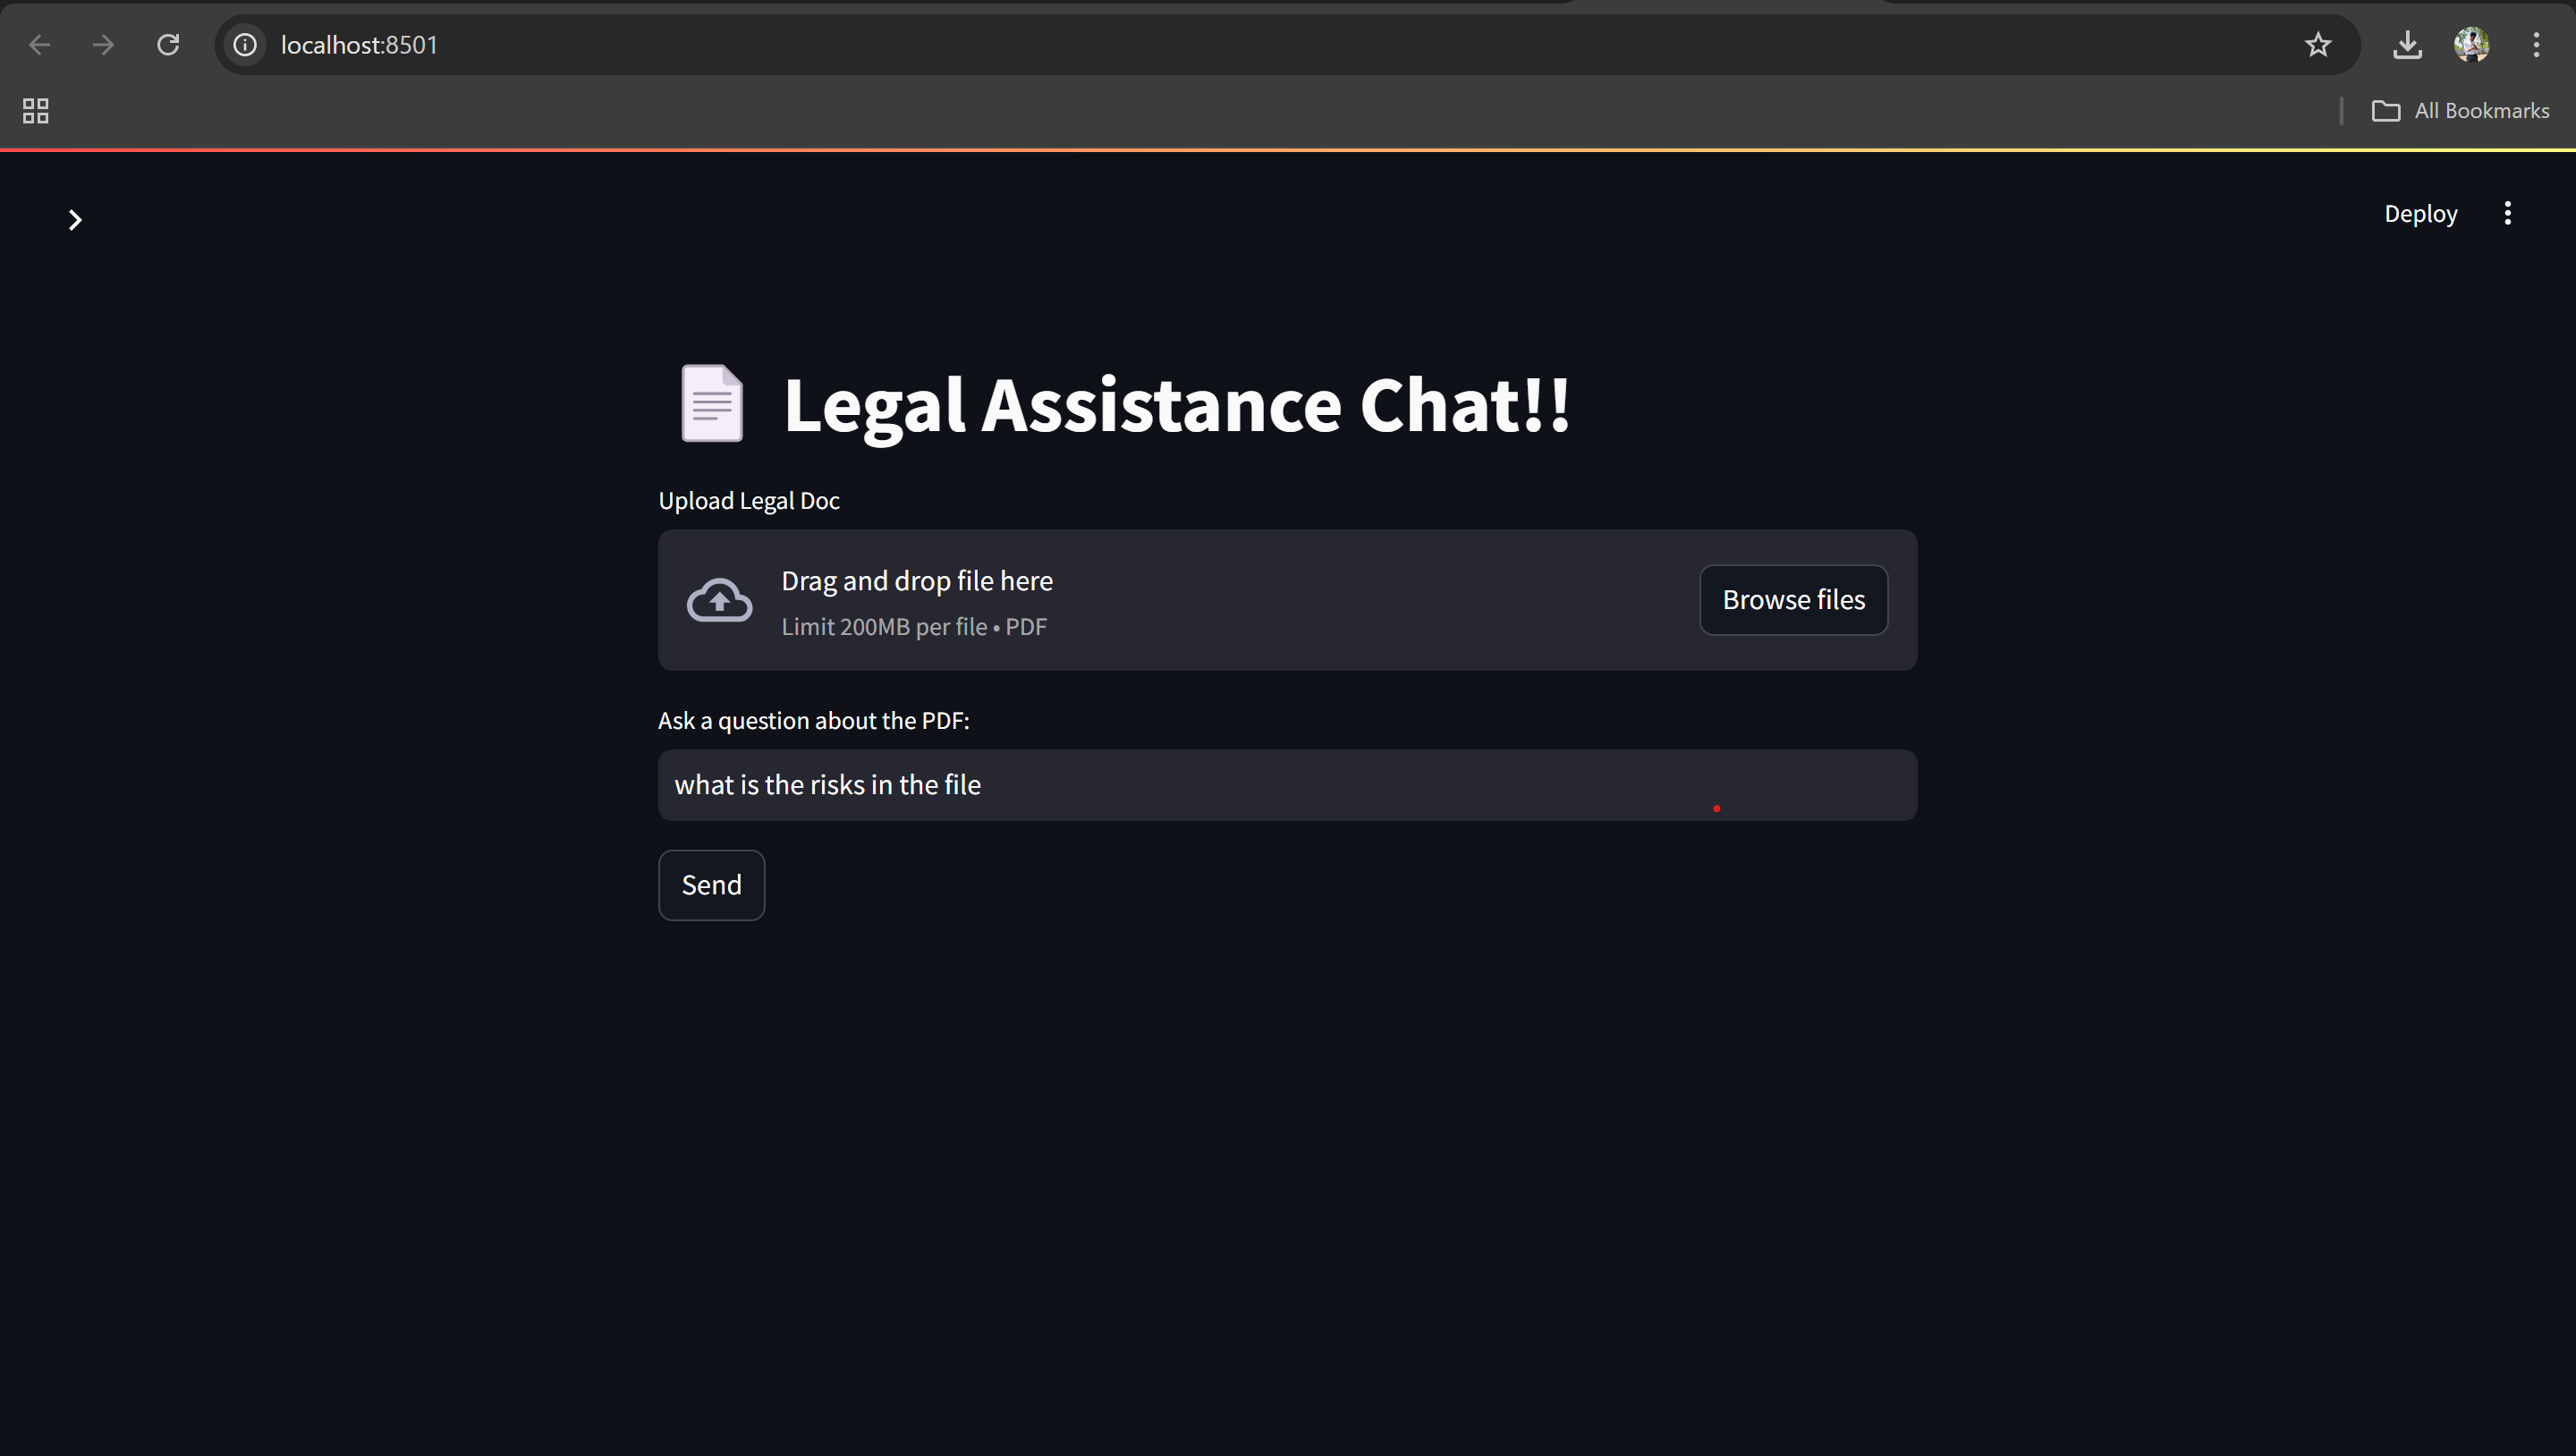 localhost:8501
All Bookmarks
Deploy
Legal Assistance Chat!!
Upload Legal Doc
Drag and drop file here
Limit 200MB per file • PDF
Browse files
Ask a question about the PDF:
what is the risks in the file
Send